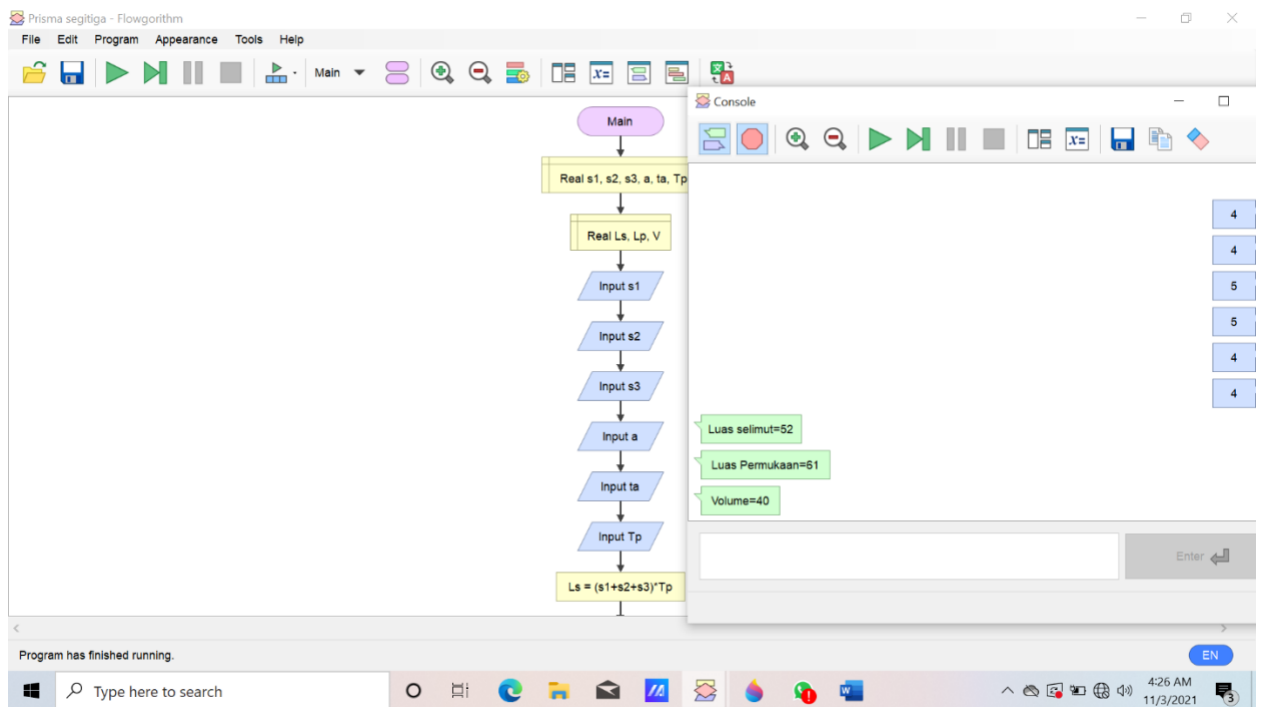 Prisma segitiga - Flowgorithm
File Edit Program Appearance Tools Help
Main
Main
Real s1, s2, s3, a, ta, Tp
Real Ls, Lp, V
Input s1
Input s2
Input s3
Input a
Input ta
Input Tp
Ls = (s1+s2+s3)*Tp
Console
4
4
5
5
4
4
Luas selimut=52
Luas Permukaan=61
Volume=40
Enter
Program has finished running.
EN
Type here to search
4:26 AM
11/3/2021
3